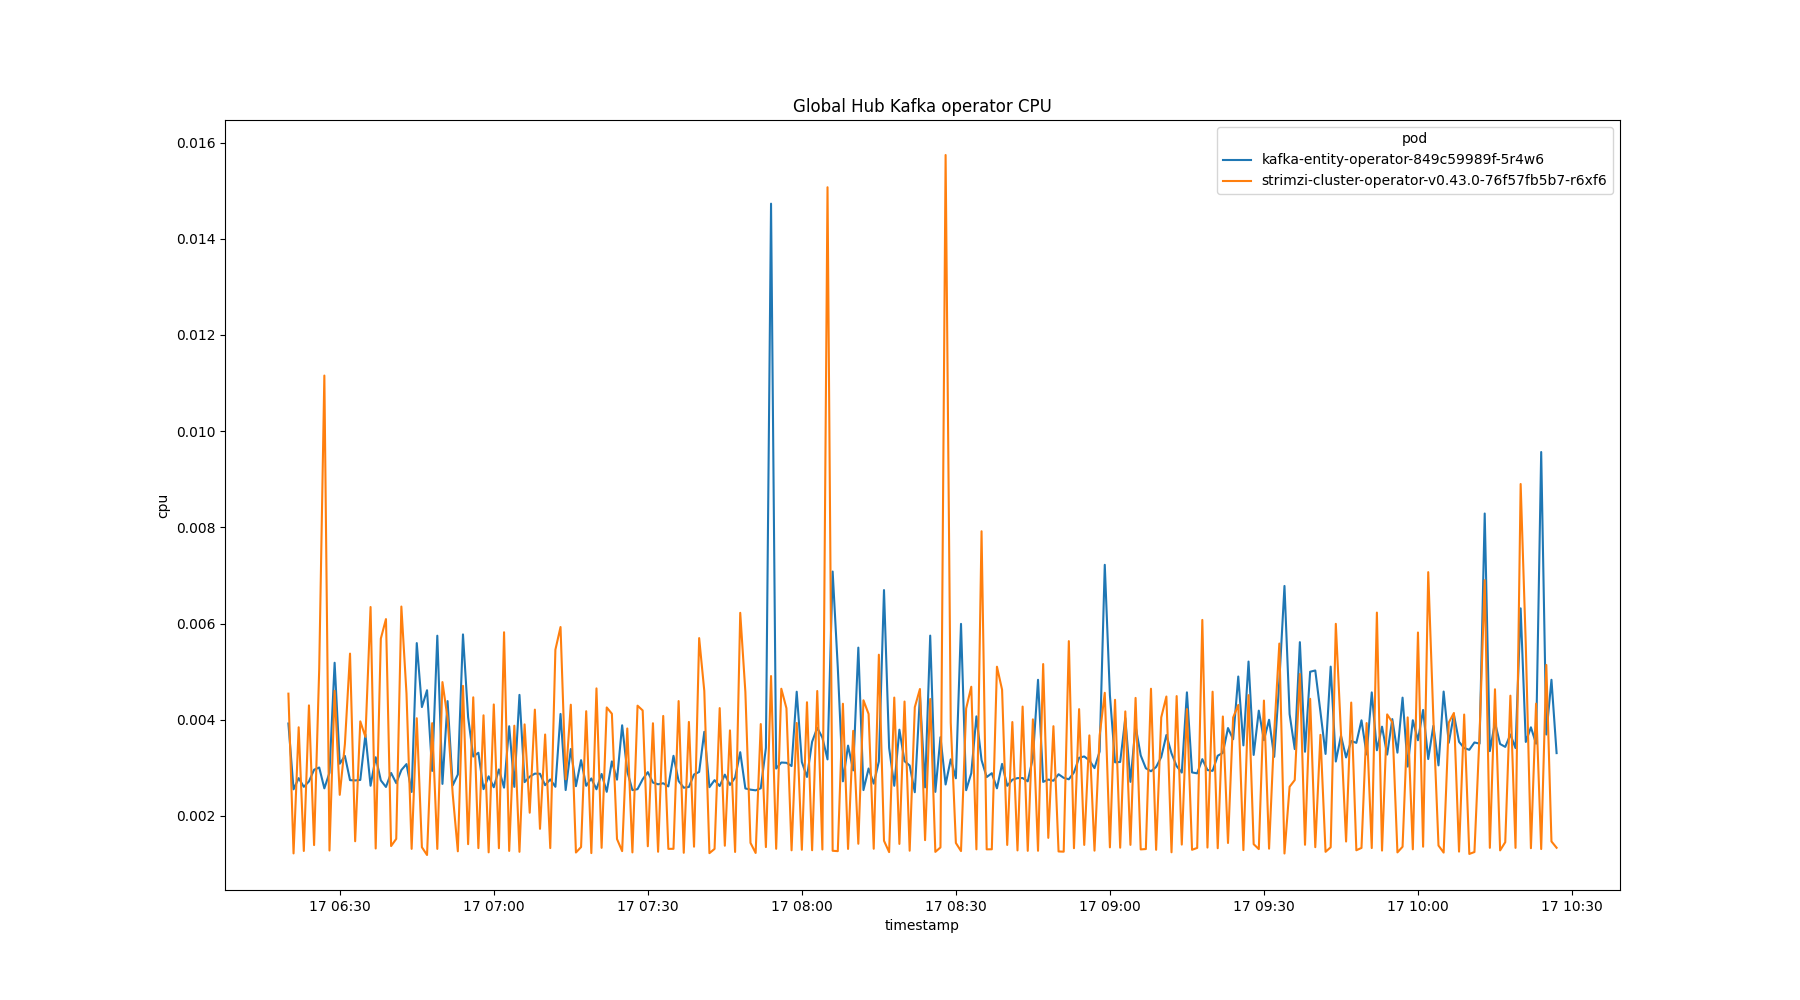 Global Hub Kafka operator CPU
pod
kafka-entity-operator-849c59989f-5r4w6
strimzi-cluster-operator-v0.43.0-76f57fb5b7-r6xf6
cpu
0.016
0.014
0.012
0.010
0.008
0.006
0.004
0.002
17 06:30 17 07:00 17 07:30 17 08:00 17 08:30 17 09:00 17 09:30 17 10:00 17 10:30
timestamp